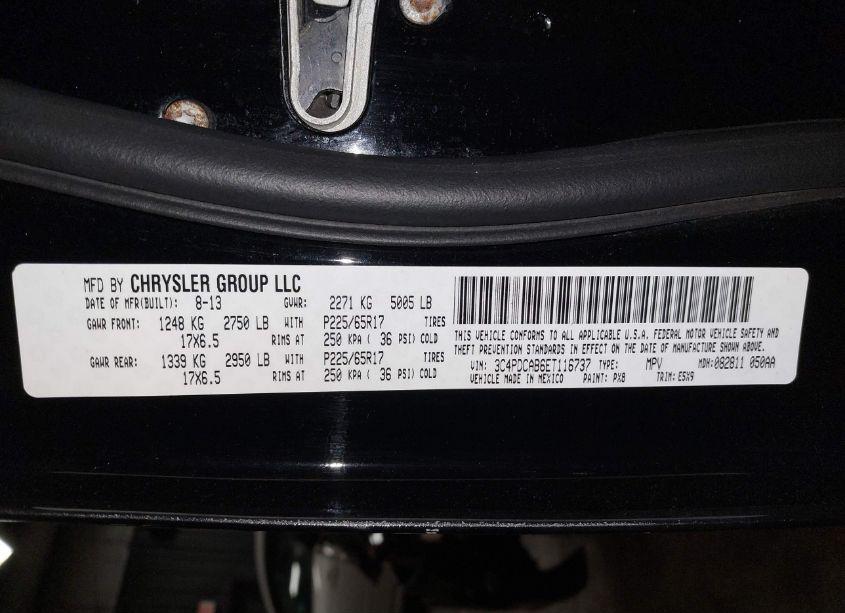 MFD BY CHRYSLER GROUP LLC
DATE OF MFR(BUILT): 8-13 GVWR: 2271 KG 5005 LB
GAWR FRONT: 1248 KG 2750 LB WITH P225/65R17 TIRES
17X6.5 RIMS AT 250 KPA ( 36 PSI) COLD
GAWR REAR: 1339 KG 2950 LB WITH P225/65R17 TIRES
17X6.5 RIMS AT 250 KPA ( 36 PSI) COLD
THIS VEHICLE CONFORMS TO ALL APPLICABLE U.S.A. FEDERAL MOTOR VEHICLE SAFETY AND
THEFT PREVENTION STANDARDS IN EFFECT ON THE DATE OF MANUFACTURE SHOWN ABOVE.
VIN: 3C4PDCAB6ET116737 TYPE: MPV MDH: 082811 050AA
VEHICLE MADE IN MEXICO PAINT: PX8 TRIM: E5X9